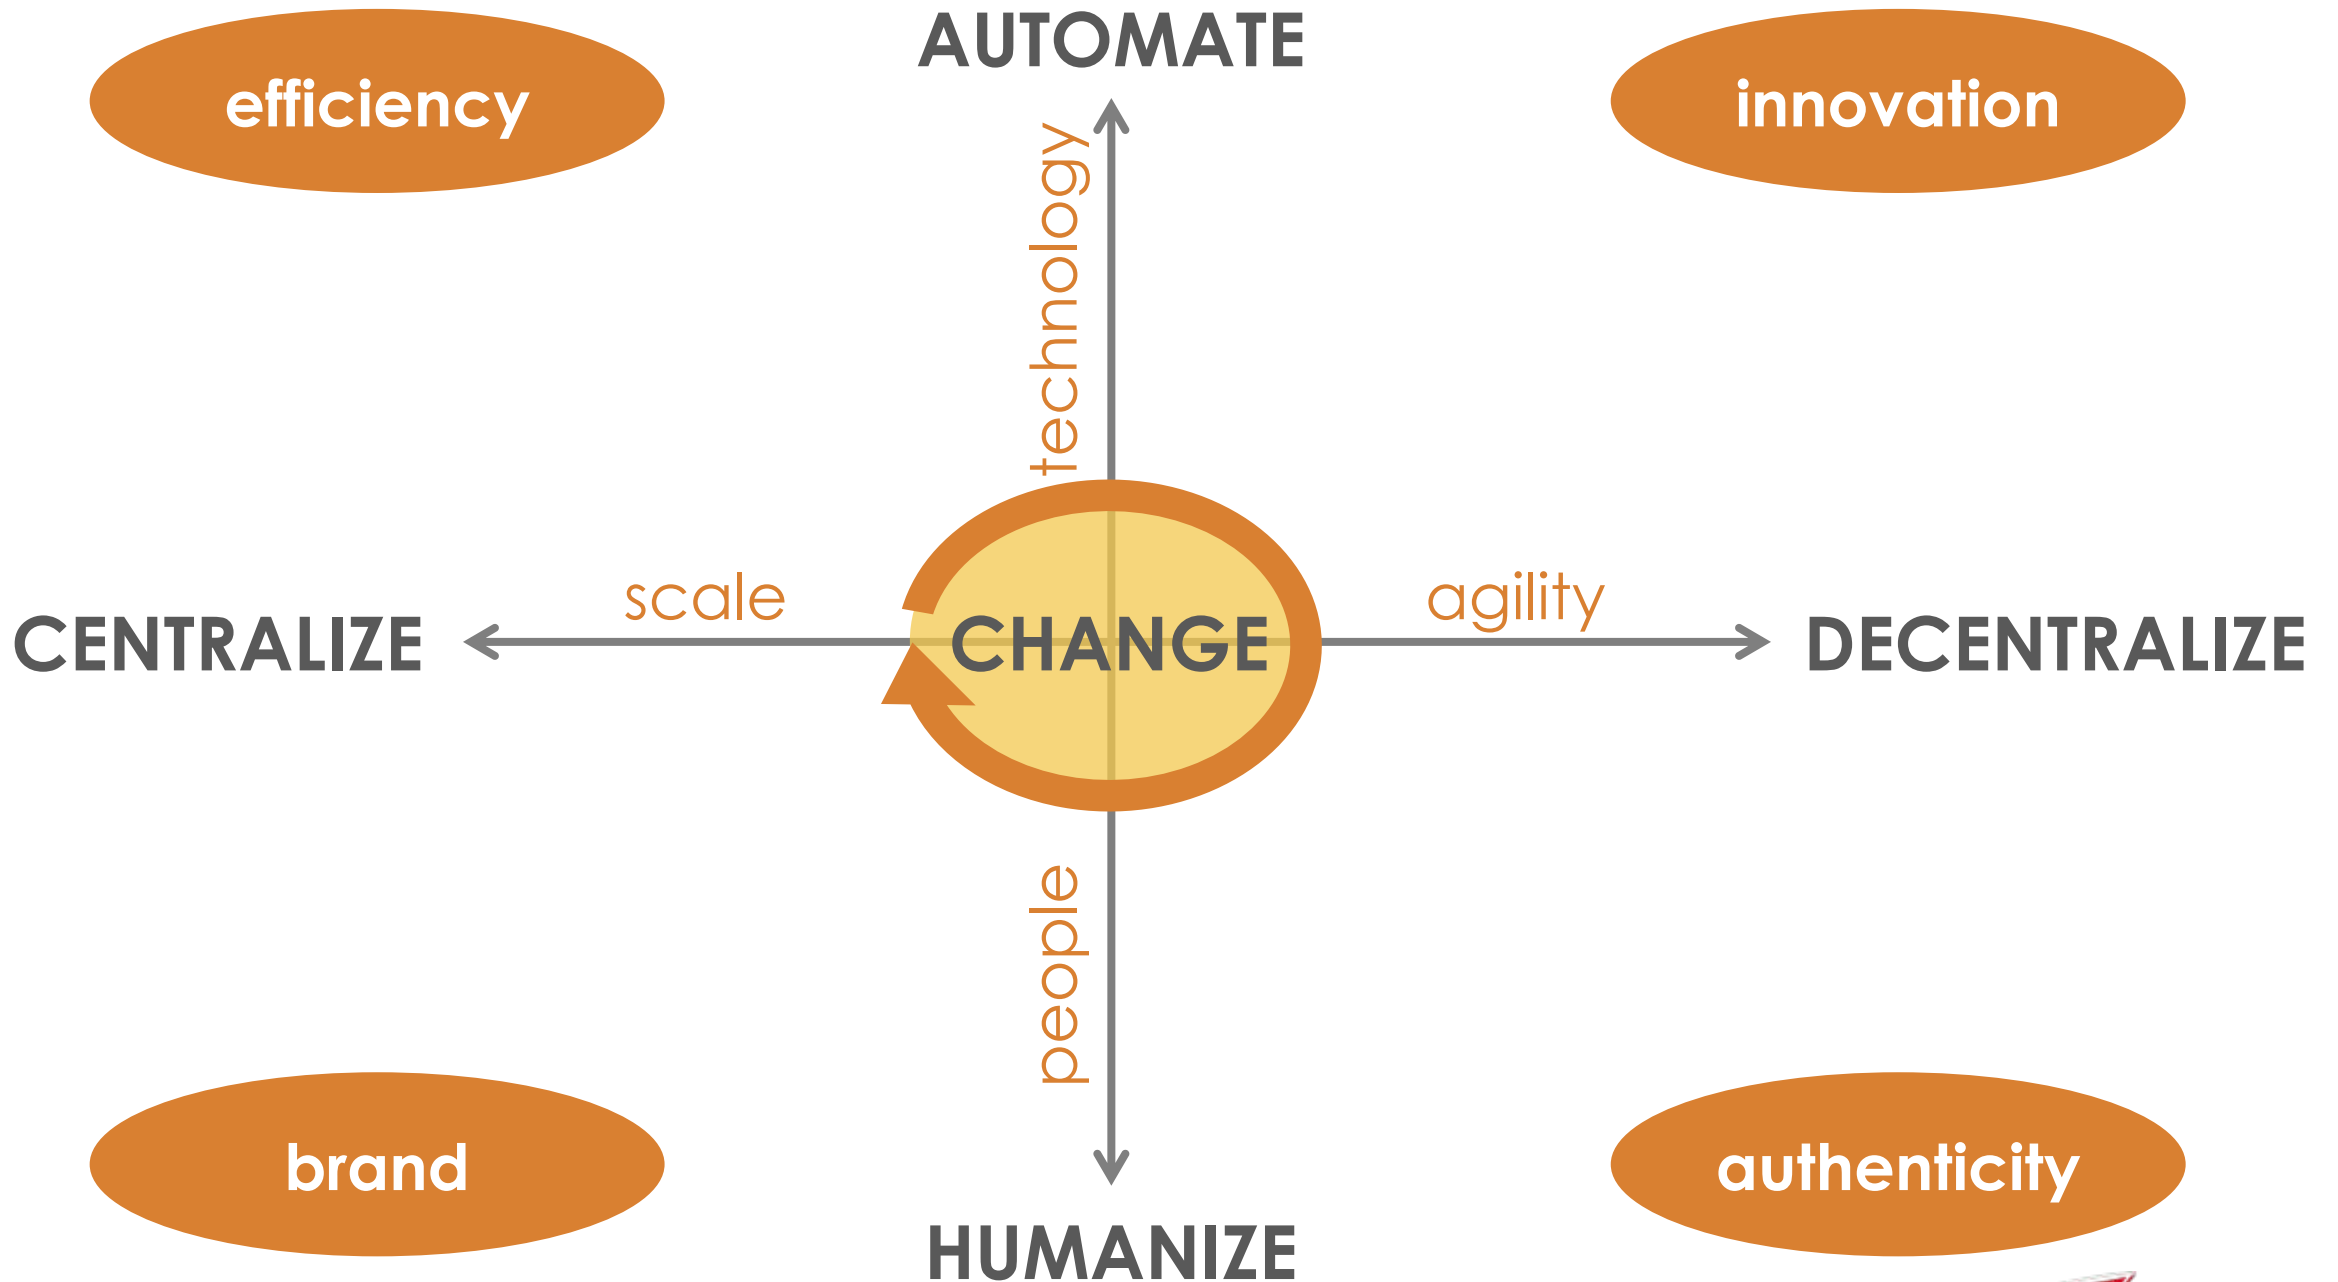 AUTOMATE
efficiency
innovation
technology
scale
agility
CENTRALIZE
CHANGE
DECENTRALIZE
people
brand
authenticity
HUMANIZE